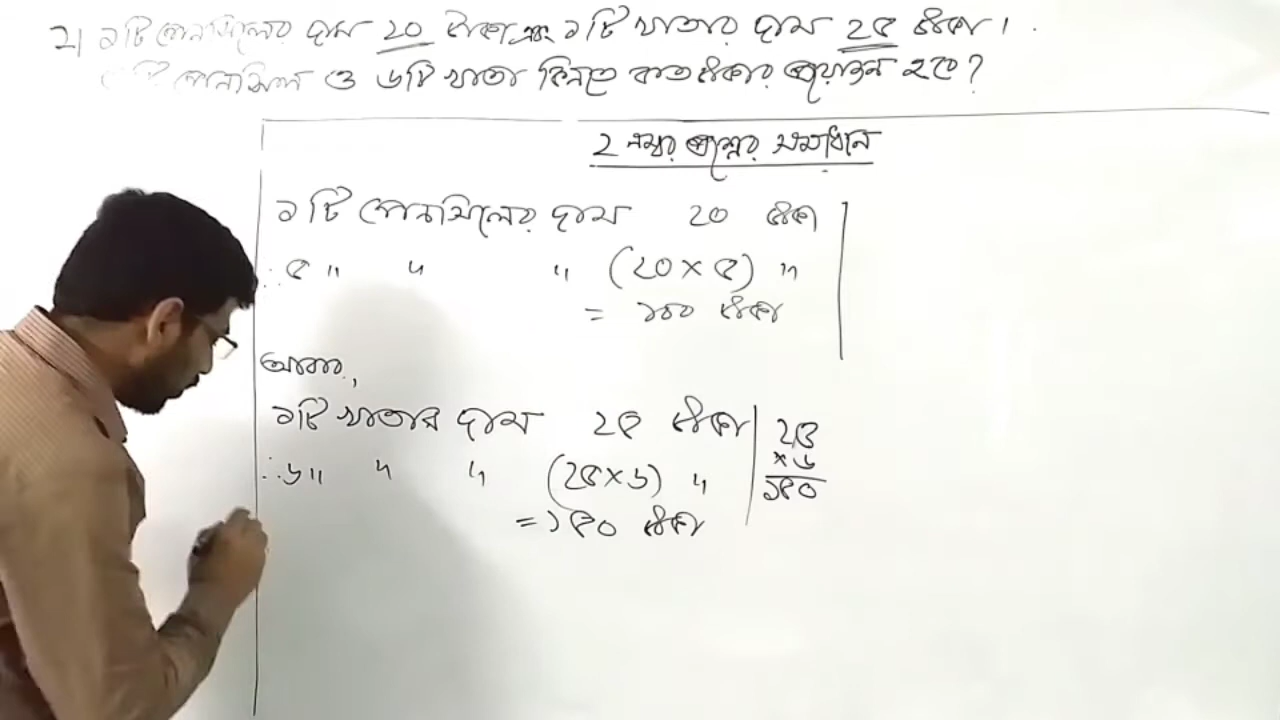 ২। ১টি পেনসিলের দাম ২০ টাকা এবং ১টি খাতার দাম ২৫ টাকা।
টি পেনসিল ও ৬টি খাতা কিনতে কত টাকার প্রয়োজন হবে?
২ নম্বর প্রশ্নের সমাধান
১টি পেনসিলের দাম ২০ টাকা
∴ ৫ " " " (২০ × ৫) "
= ১০০ টাকা
আবার,
১টি খাতার দাম ২৫ টাকা
∴ ৬ " " " (২৫×৬) "
= ১৫০ টাকা
২৫
× ৬
১৫০